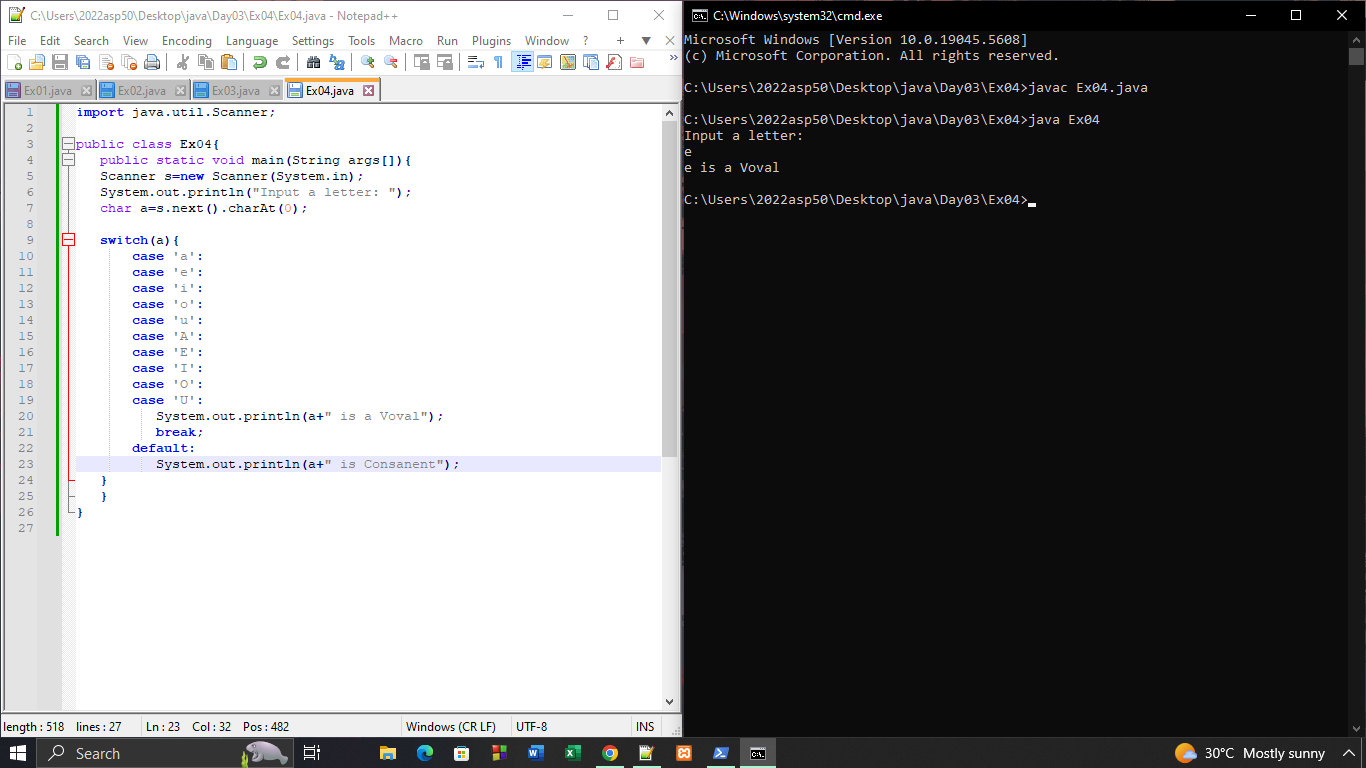 C:\Users\2022asp50\Desktop\java\Day03\Ex04\Ex04.java - Notepad++
File Edit Search View Encoding Language Settings Tools Macro Run Plugins Window ? + ▼ X
Ex01.java Ex02.java Ex03.java Ex04.java
1 import java.util.Scanner;
2
3 public class Ex04{
4 public static void main(String args[]){
5 Scanner s=new Scanner(System.in);
6 System.out.println("Input a letter: ");
7 char a=s.next().charAt(0);
8
9 switch(a){
10 case 'a':
11 case 'e':
12 case 'i':
13 case 'o':
14 case 'u':
15 case 'A':
16 case 'E':
17 case 'I':
18 case 'O':
19 case 'U':
20 System.out.println(a+" is a Voval");
21 break;
22 default:
23 System.out.println(a+" is Consanent");
24 }
25 }
26 }
27
length : 518 lines : 27 Ln : 23 Col : 32 Pos : 482 Windows (CR LF) UTF-8 INS
C:\Windows\system32\cmd.exe
Microsoft Windows [Version 10.0.19045.5608]
(c) Microsoft Corporation. All rights reserved.
C:\Users\2022asp50\Desktop\java\Day03\Ex04>javac Ex04.java
C:\Users\2022asp50\Desktop\java\Day03\Ex04>java Ex04
Input a letter:
e
e is a Voval
C:\Users\2022asp50\Desktop\java\Day03\Ex04>
Search
30°C Mostly sunny